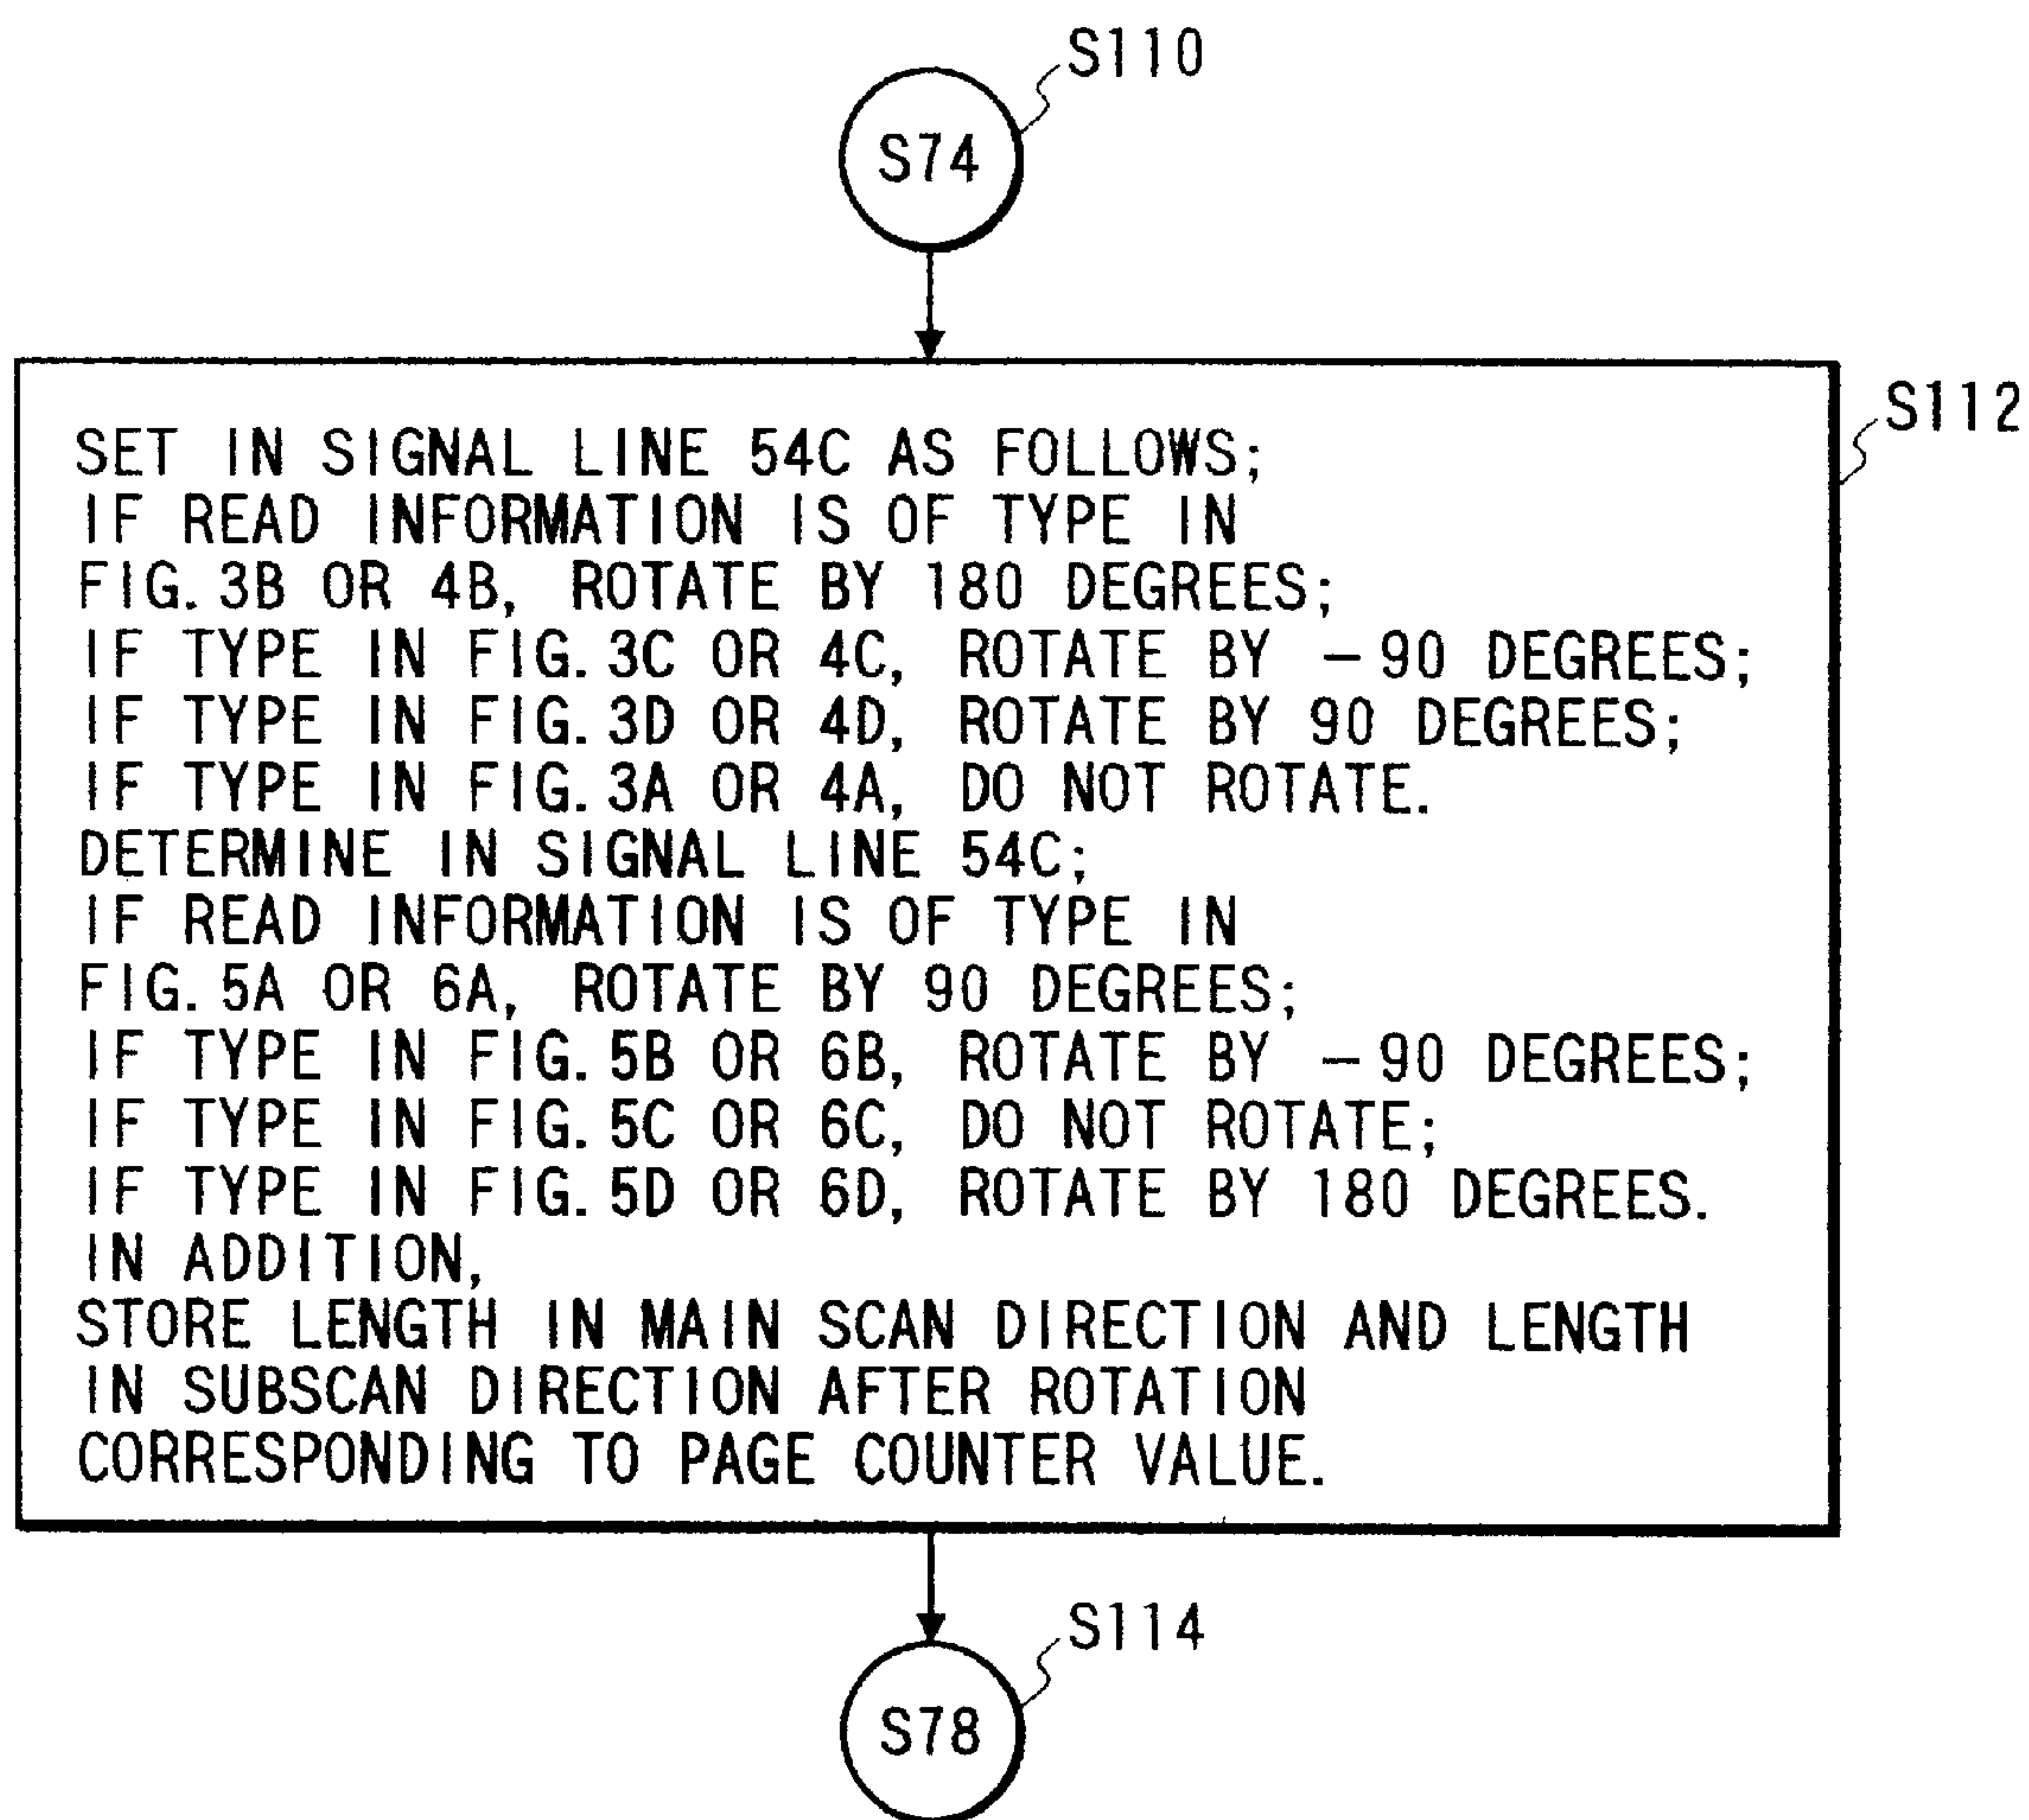 S110
S74
S112
SET IN SIGNAL LINE 54C AS FOLLOWS;
IF READ INFORMATION IS OF TYPE IN
FIG. 3B OR 4B, ROTATE BY 180 DEGREES;
IF TYPE IN FIG. 3C OR 4C, ROTATE BY −90 DEGREES;
IF TYPE IN FIG. 3D OR 4D, ROTATE BY 90 DEGREES;
IF TYPE IN FIG. 3A OR 4A, DO NOT ROTATE.
DETERMINE IN SIGNAL LINE 54C;
IF READ INFORMATION IS OF TYPE IN
FIG. 5A OR 6A, ROTATE BY 90 DEGREES;
IF TYPE IN FIG. 5B OR 6B, ROTATE BY −90 DEGREES;
IF TYPE IN FIG. 5C OR 6C, DO NOT ROTATE;
IF TYPE IN FIG. 5D OR 6D, ROTATE BY 180 DEGREES.
IN ADDITION,
STORE LENGTH IN MAIN SCAN DIRECTION AND LENGTH
IN SUBSCAN DIRECTION AFTER ROTATION
CORRESPONDING TO PAGE COUNTER VALUE.
S114
S78